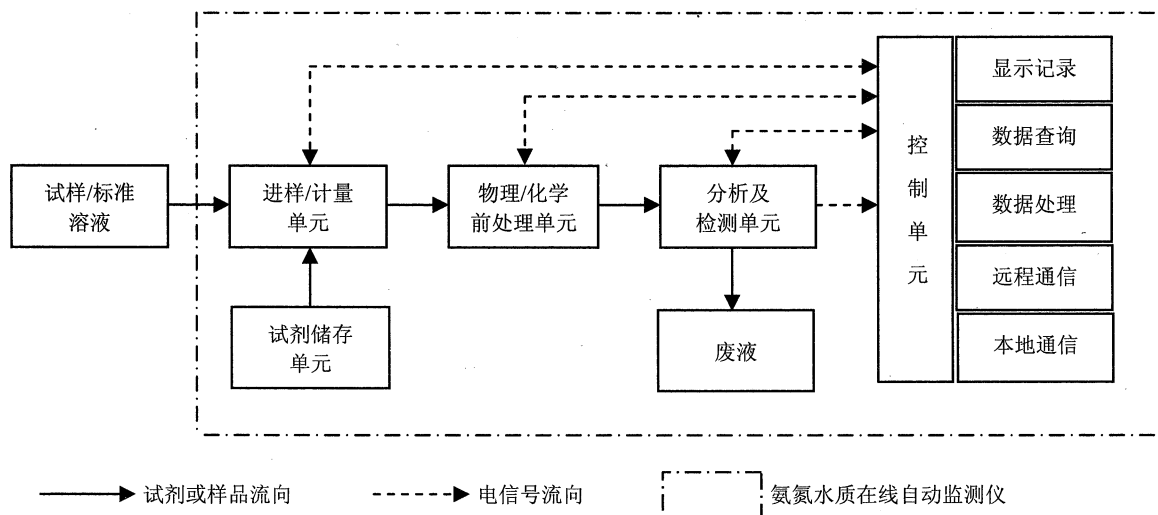 试样/标准
溶液
进样/计量
单元
物理/化学
前处理单元
分析及
检测单元
试剂储存
单元
废液
控
制
单
元
显示记录
数据查询
数据处理
远程通信
本地通信
试剂或样品流向
电信号流向
氨氮水质在线自动监测仪